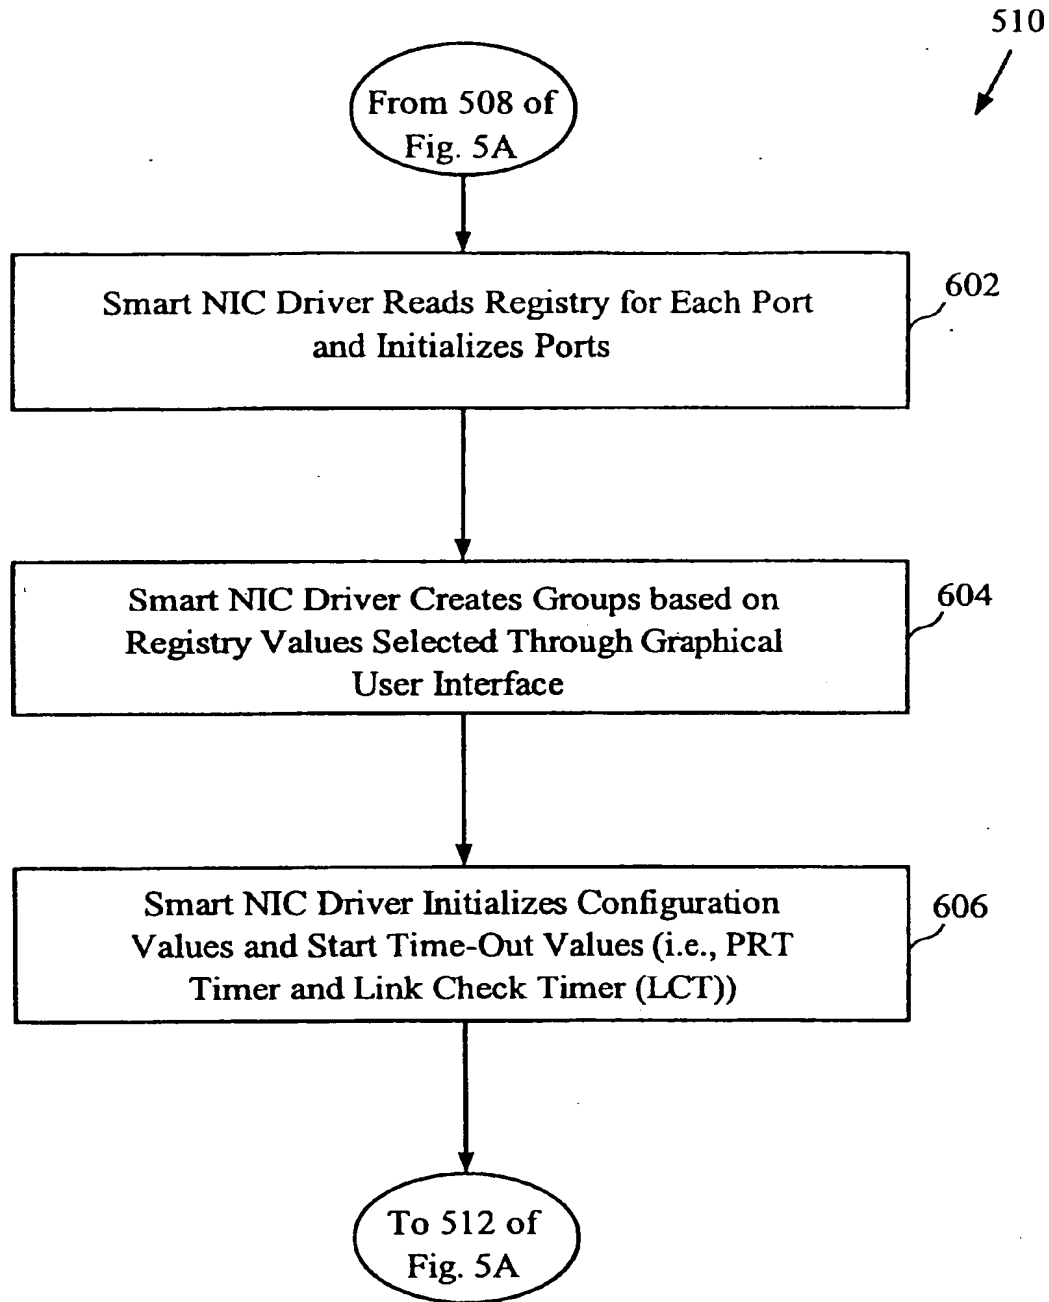 510
From 508 of
Fig. 5A
Smart NIC Driver Reads Registry for Each Port
and Initializes Ports
602
Smart NIC Driver Creates Groups based on
Registry Values Selected Through Graphical
User Interface
604
Smart NIC Driver Initializes Configuration
Values and Start Time-Out Values (i.e., PRT
Timer and Link Check Timer (LCT))
606
To 512 of
Fig. 5A